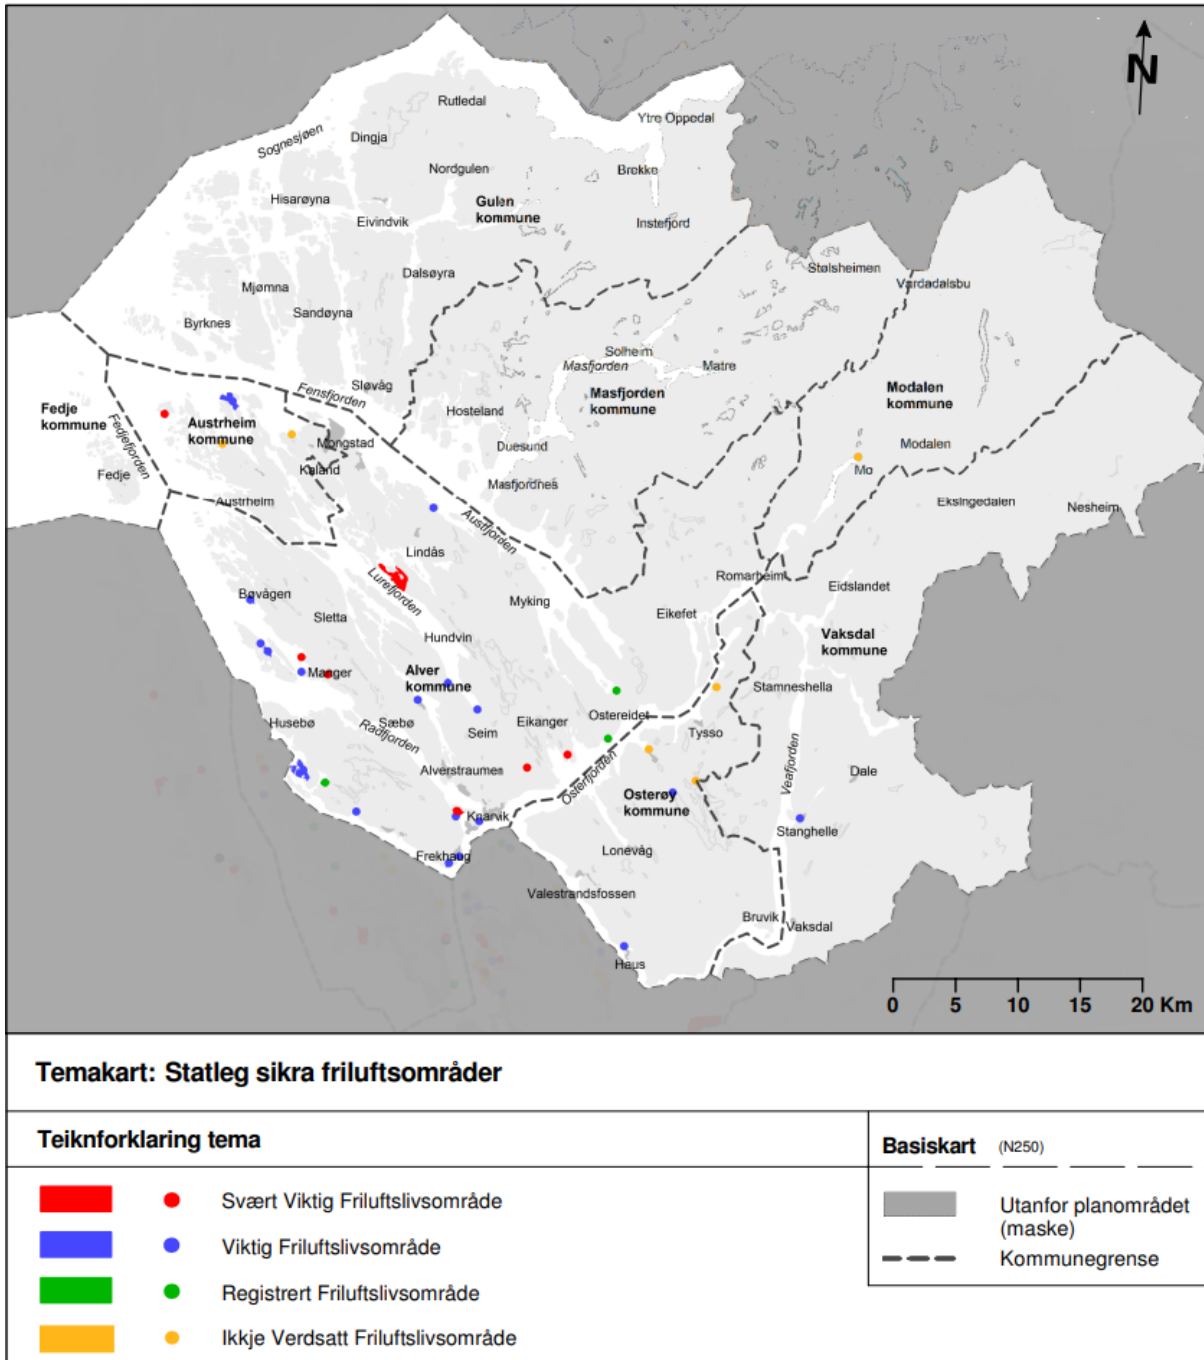 N
Rutledal
Ytre Oppedal
Dingja
Sognesjøen
Nordgulen
Brekke
Hisarøyna
Gulen
kommune
Eivindvik
Instefjord
Dalsøyra
Stølsheimen
Vardadalsbu
Mjømna
Sandøyna
Byrknes
Solheim
Masfjorden
Matre
Sløvåg
Fensfjorden
Masfjorden
kommune
Modalen
kommune
Fedje
kommune
Fedjefjorden
Austrheim
kommune
Hosteland
Mongstad
Duesund
Modalen
Kaland
Mo
Fedje
Masfjordnes
Austrheim
Eksingedalen
Nesheim
Austfjorden
Lindås
Lurefjorden
Romarheim
Eidslandet
Bøvågen
Myking
Sletta
Eikefet
Hundvin
Vaksdal
kommune
Manger
Alver
kommune
Stamneshella
Husebø
Radfjorden
Sæbø
Seim
Eikanger
Ostereidet
Tysso
Veafjorden
Alverstraumen
Osterfjorden
Dale
Osterøy
kommune
Knarvik
Stanghelle
Frekhaug
Lonevåg
Valestrandsfossen
Bruvik
Vaksdal
Haus
0 5 10 15 20 Km
Temakart: Statleg sikra friluftsområder
Teiknforklaring tema
Svært Viktig Friluftslivsområde
Viktig Friluftslivsområde
Registrert Friluftslivsområde
Ikkje Verdsatt Friluftslivsområde
Basiskart (N250)
Utanfor planområdet
(maske)
Kommunegrense